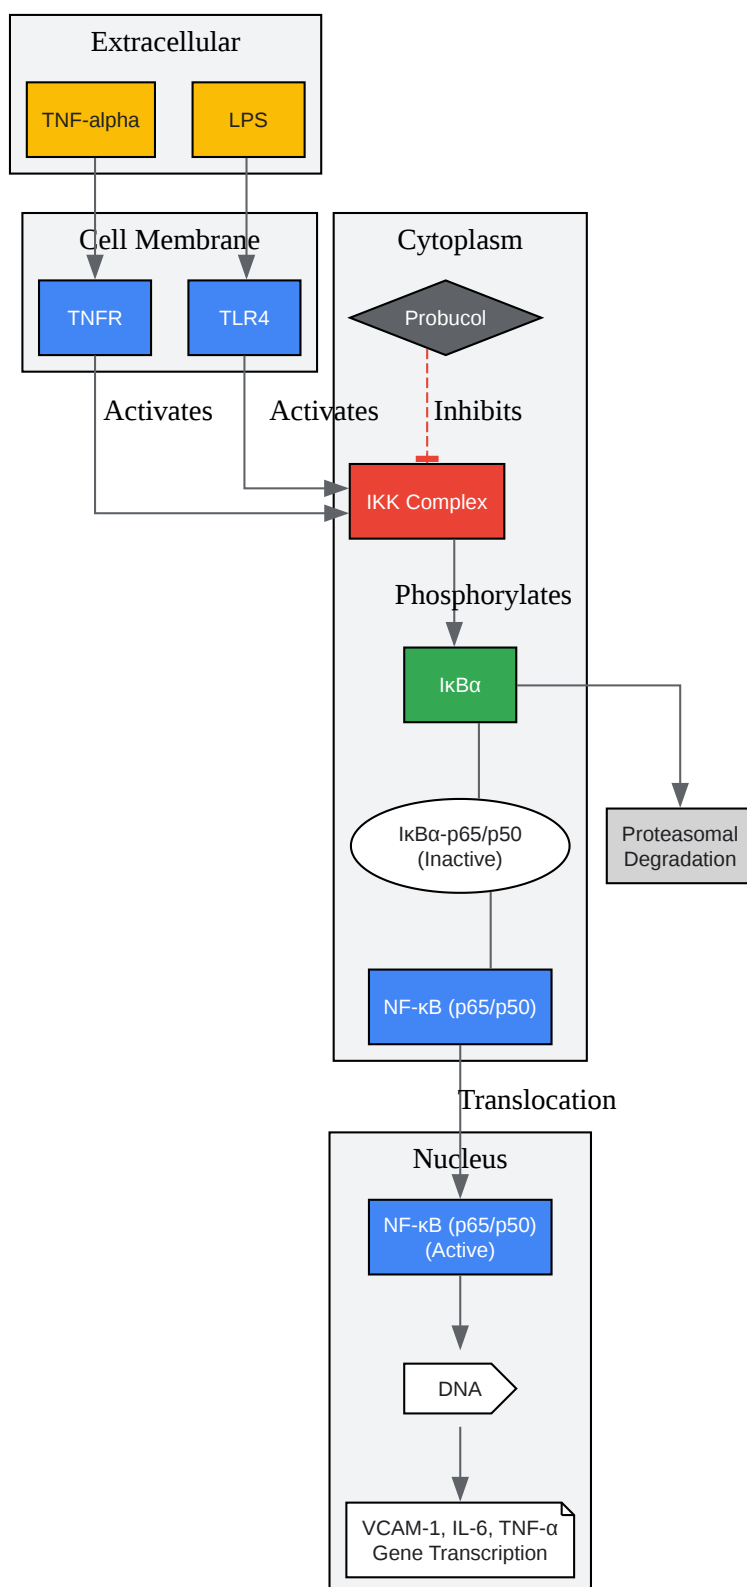 Extracellular
TNF-alpha
LPS
Cell Membrane
Cytoplasm
TNFR
TLR4
Probucol
Activates
Activates
Inhibits
IKK Complex
Phosphorylates
IκBα
IκBα-p65/p50
(Inactive)
Proteasomal
Degradation
NF-κB (p65/p50)
Translocation
Nucleus
NF-κB (p65/p50)
(Active)
DNA
VCAM-1, IL-6, TNF-α
Gene Transcription